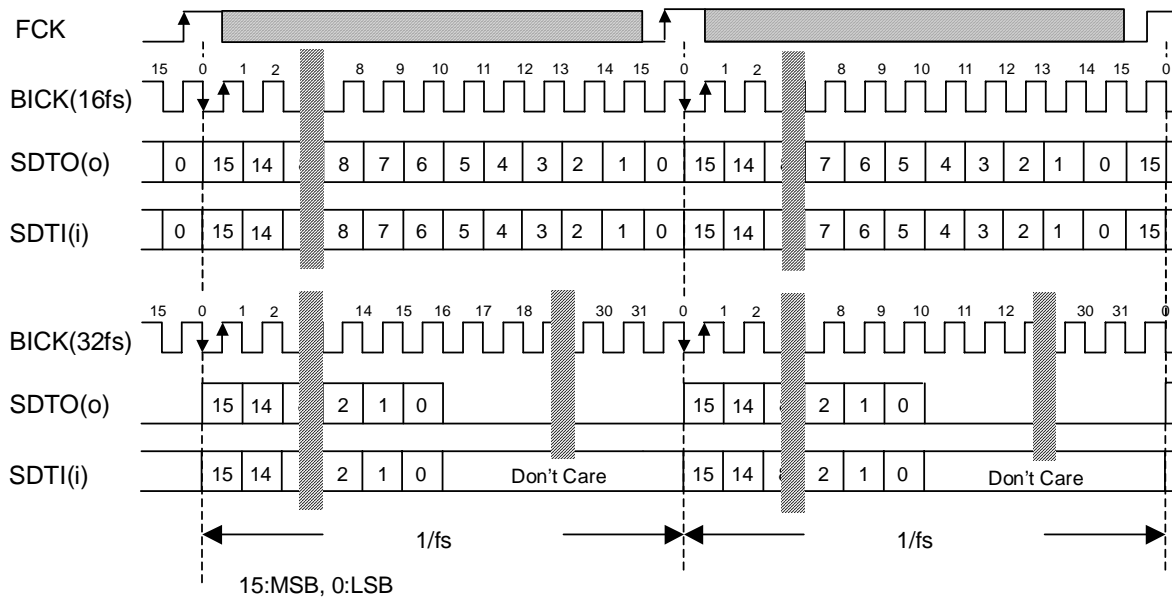 FCK
15 0 1 2 8 9 10 11 12 13 14 15 0 1 2 8 9 10 11 12 13 14 15 0
BICK(16fs)
SDTO(o) 0 15 14 8 7 6 5 4 3 2 1 0 15 14 7 6 5 4 3 2 1 0 15
SDTI(i) 0 15 14 8 7 6 5 4 3 2 1 0 15 14 7 6 5 4 3 2 1 0 15
15 0 1 2 14 15 16 17 18 30 31 0 1 2 8 9 10 11 12 30 31 0
BICK(32fs)
SDTO(o) 15 14 2 1 0 15 14 2 1 0
SDTI(i) 15 14 2 1 0 Don't Care 15 14 2 1 0 Don't Care
1/fs 1/fs
15:MSB, 0:LSB